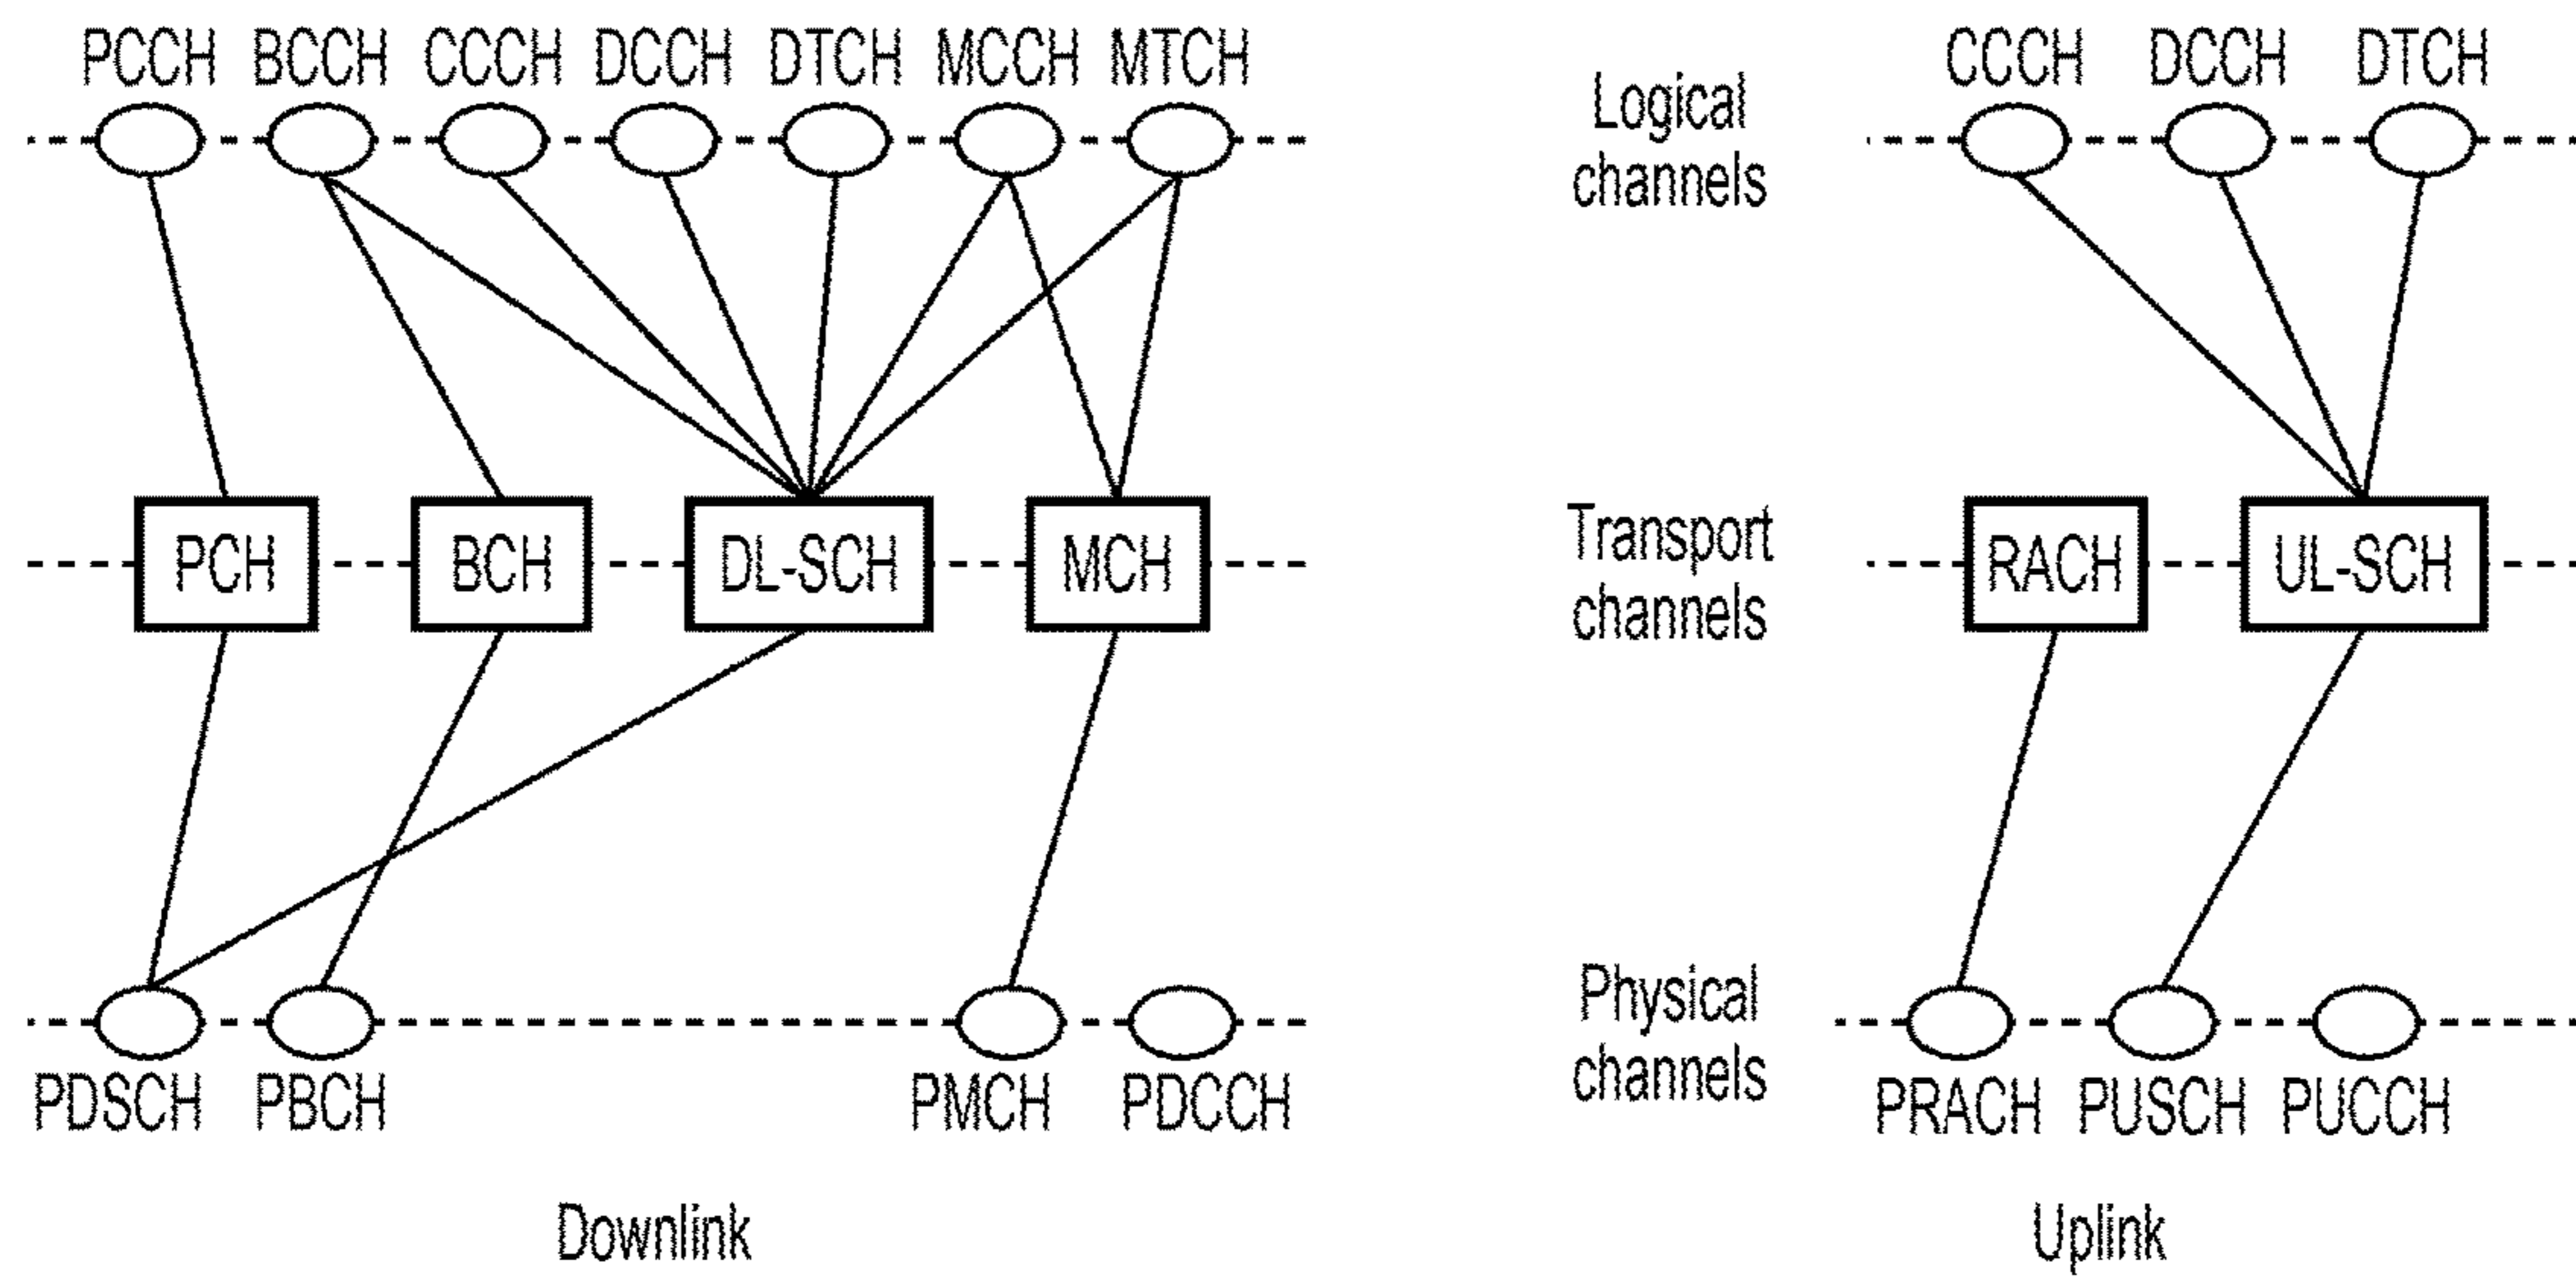 PCCH BCCH CCCH DCCH DTCH MCCH MTCH
Logical
channels
CCCH DCCH DTCH
PCH BCH DL-SCH MCH
Transport
channels
RACH UL-SCH
PDSCH PBCH PMCH PDCCH
Physical
channels
PRACH PUSCH PUCCH
Downlink
Uplink